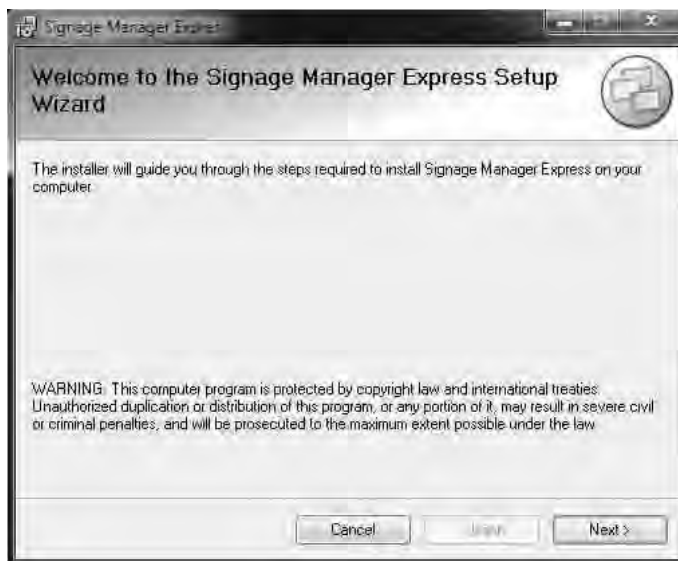 Signage Manager Express
Welcome to the Signage Manager Express Setup
Wizard
The installer will guide you through the steps required to install Signage Manager Express on your
computer.
WARNING: This computer program is protected by copyright law and international treaties.
Unauthorized duplication or distribution of this program, or any portion of it, may result in severe civil
or criminal penalties, and will be prosecuted to the maximum extent possible under the law.
Cancel
Next >